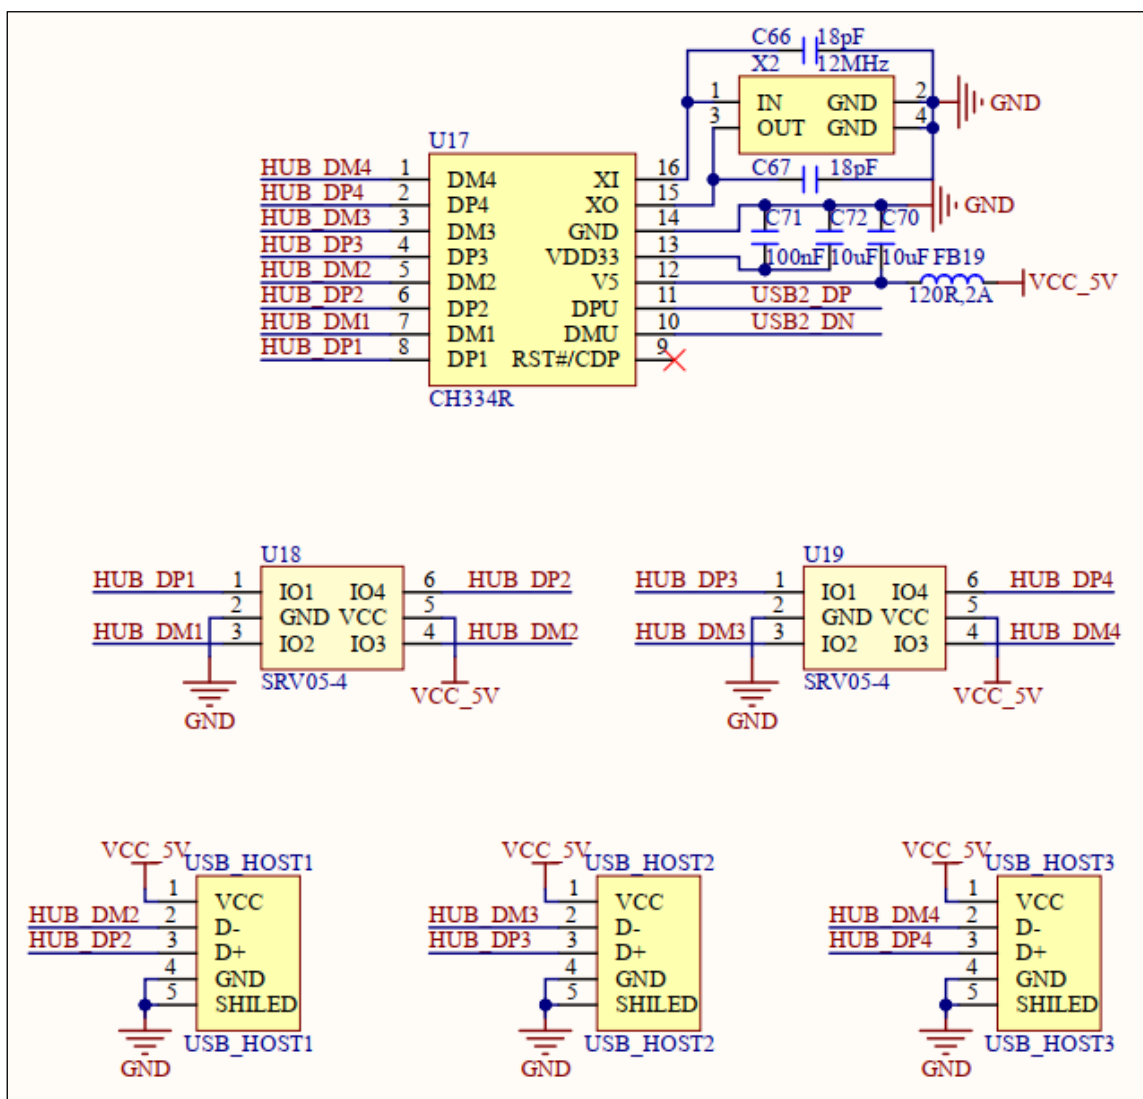 C66 18pF
X2 12MHz
1 IN GND 2
3 OUT GND 4
GND
C67 18pF
U17
HUB_DM4 1 DM4 XI 16
HUB_DP4 2 DP4 XO 15
HUB_DM3 3 DM3 GND 14
HUB_DP3 4 DP3 VDD33 13
HUB_DM2 5 DM2 V5 12
HUB_DP2 6 DP2 DPU 11 USB2_DP
HUB_DM1 7 DM1 DMU 10 USB2_DN
HUB_DP1 8 DP1 RST#/CDP 9
CH334R
GND
C71 C72 C70
100nF 10uF 10uF FB19
120R,2A VCC_5V
U18
HUB_DP1 1 IO1 IO4 6 HUB_DP2
2 GND VCC 5
HUB_DM1 3 IO2 IO3 4 HUB_DM2
SRV05-4
GND VCC_5V
U19
HUB_DP3 1 IO1 IO4 6 HUB_DP4
2 GND VCC 5
HUB_DM3 3 IO2 IO3 4 HUB_DM4
SRV05-4
GND VCC_5V
VCC_5V USB_HOST1
1 VCC
HUB_DM2 2 D-
HUB_DP2 3 D+
4 GND
5 SHILED
USB_HOST1
GND
VCC_5V USB_HOST2
1 VCC
HUB_DM3 2 D-
HUB_DP3 3 D+
4 GND
5 SHILED
USB_HOST2
GND
VCC_5V USB_HOST3
1 VCC
HUB_DM4 2 D-
HUB_DP4 3 D+
4 GND
5 SHILED
USB_HOST3
GND